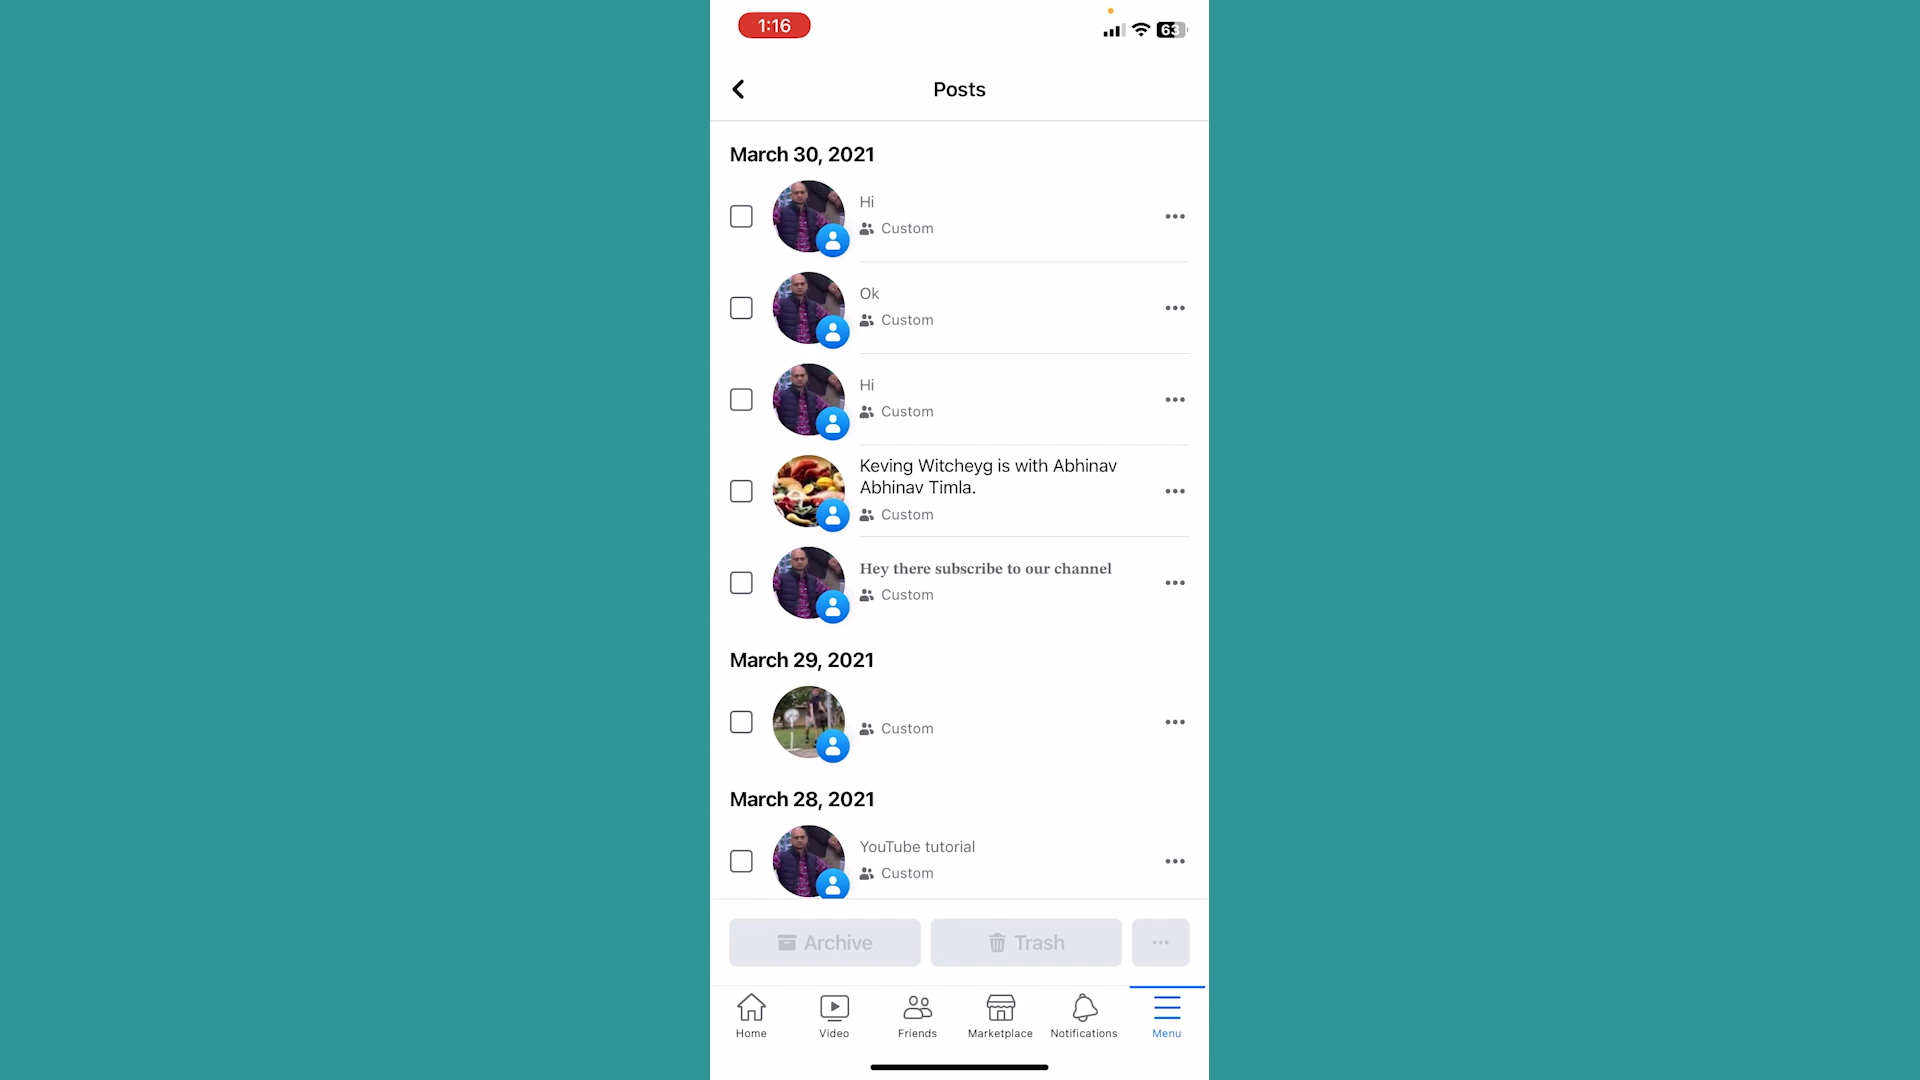 1:16
63
Posts
March 30, 2021
Hi
Custom
Ok
Custom
Hi
Custom
Keving Witcheyg is with Abhinav
Abhinav Timla.
Custom
Hey there subscribe to our channel
Custom
March 29, 2021
Custom
March 28, 2021
YouTube tutorial
Custom
Archive
Trash
Home
Video
Friends
Marketplace
Notifications
Menu